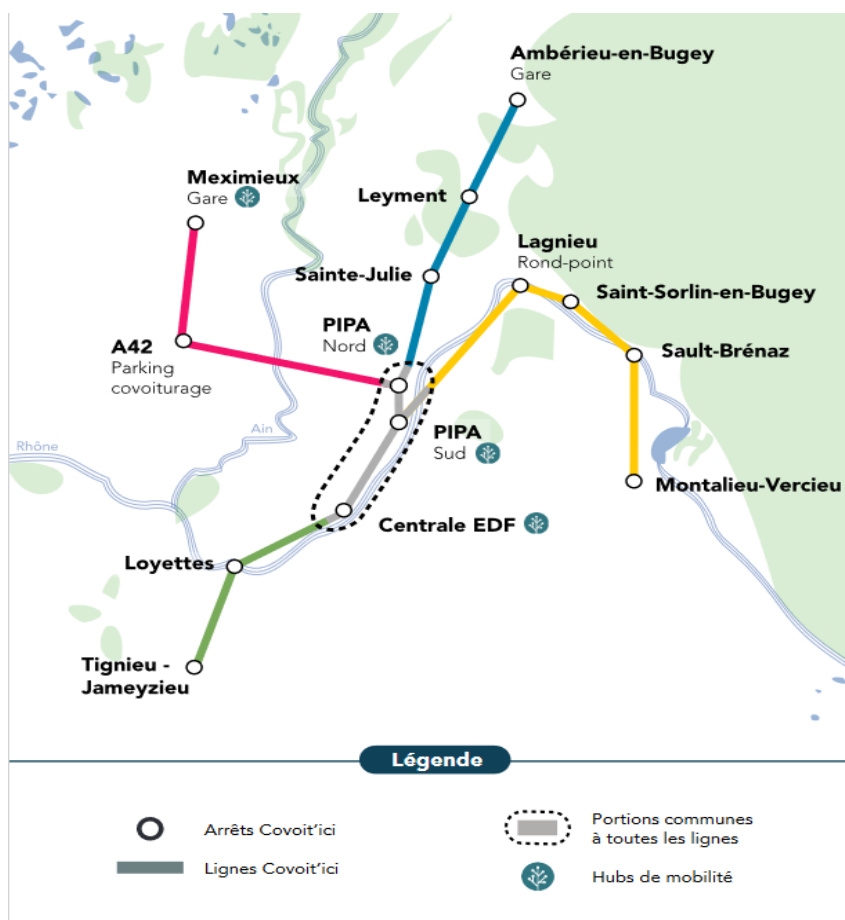 Ambérieu-en-Bugey
Gare
Meximieux
Gare
Leyment
Lagnieu
Rond-point
Sainte-Julie
Saint-Sorlin-en-Bugey
PIPA
Nord
A42
Parking
covoiturage
Sault-Brénaz
Ain
Rhône
PIPA
Sud
Montalieu-Vercieu
Centrale EDF
Loyettes
Tignieu -
Jameyzieu
Légende
Arrêts Covoit'ici
Lignes Covoit'ici
Portions communes
à toutes les lignes
Hubs de mobilité